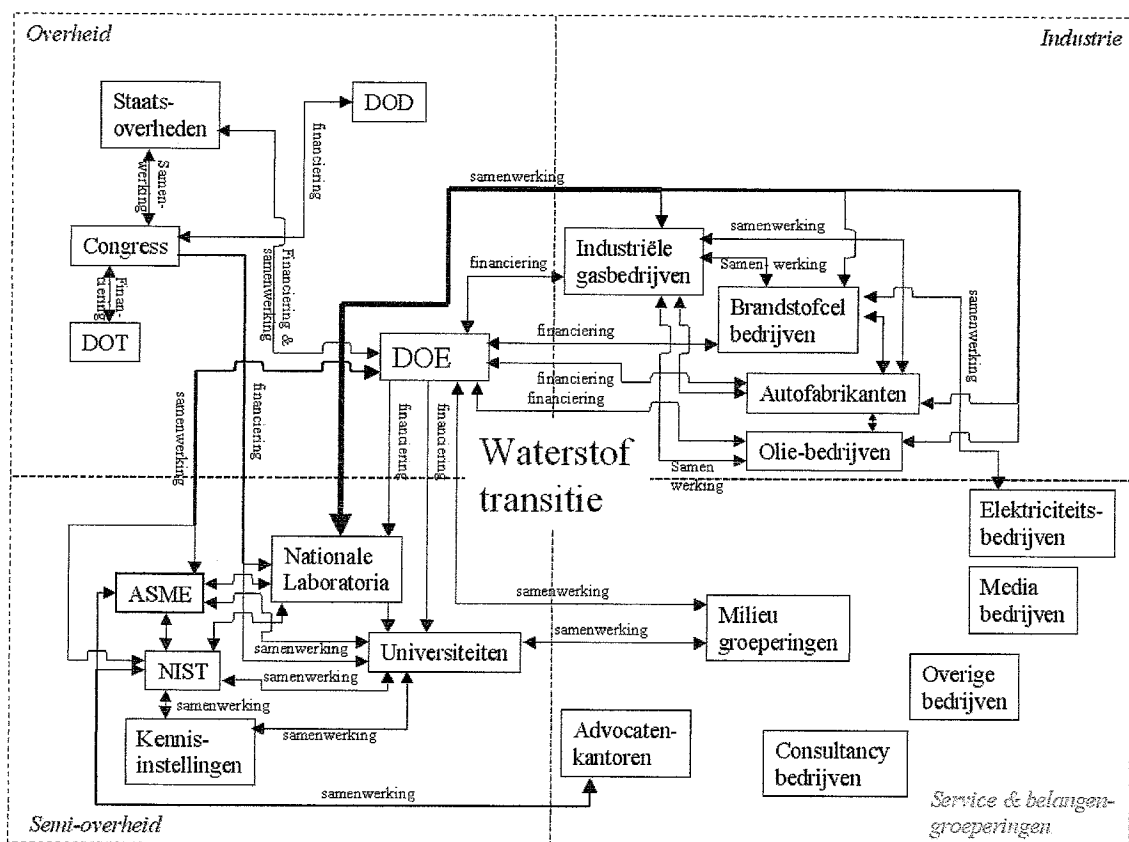 Overheid
Industrie
Staats-
overheden
DOD
financiering
Samen-
werking
samenwerking
Congress
Financiering &
samenwerking
Industriële
gasbedrijven
samenwerking
Samen-werking
financiering
Finan-
ciering
DOT
Brandstofcel
bedrijven
samenwerking
financiering
DOE
financiering
Autofabrikanten
financiering
samenwerking
financiering
financiering
financiering
Waterstof
transitie
Olie-bedrijven
Samen
werking
Elektriciteits-
bedrijven
Nationale
Laboratoria
ASME
Media
bedrijven
samenwerking
Milieu
groeperingen
samenwerking
samenwerking
Universiteiten
NIST
samenwerking
Overige
bedrijven
samenwerking
Kennis-
instellingen
samenwerking
Advocaten-
kantoren
Consultancy
bedrijven
samenwerking
Semi-overheid
Service & belangen-
groeperingen